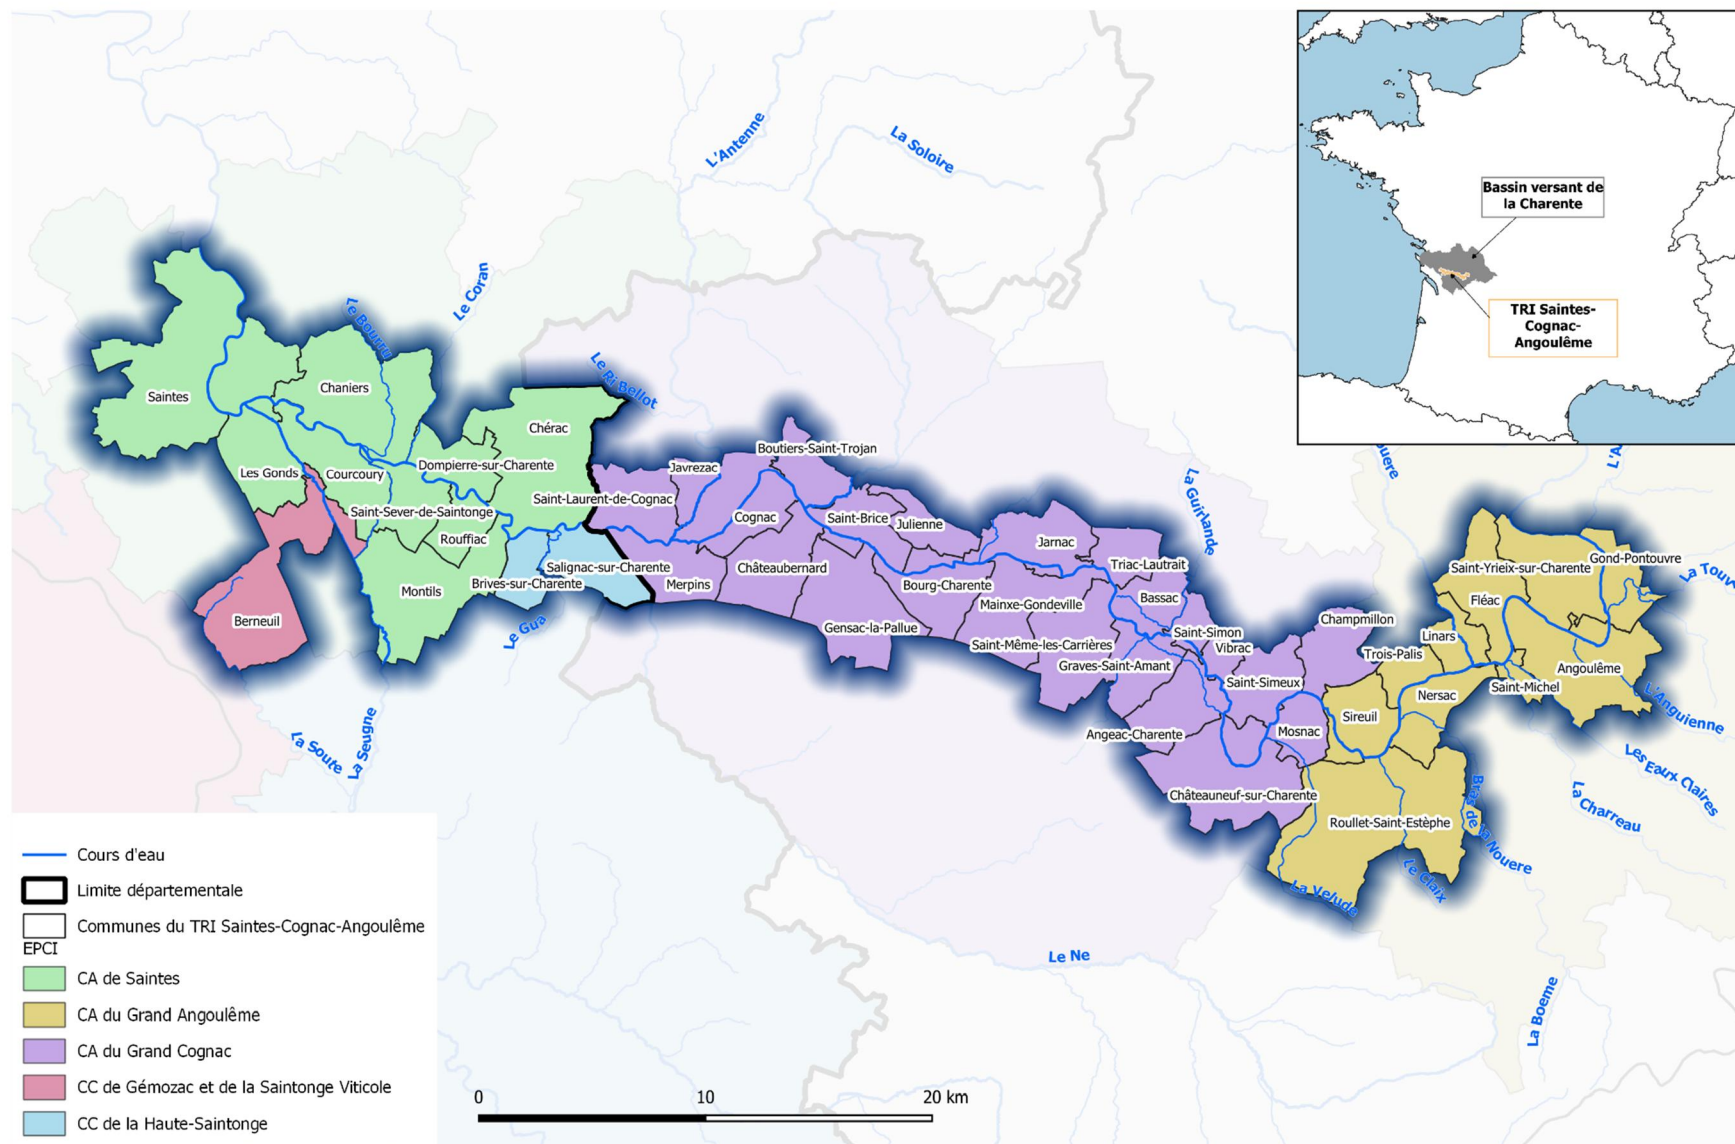 L'Antenne
La Soloire
Bassin versant de
la Charente
TRI Saintes-
Cognac-
Angoulême
Le Coran
Le Bourru
Le Ri Bellot
Saintes
Chaniers
Chérac
Boutiers-Saint-Trojan
Javrezac
Dompierre-sur-Charente
Les Gonds
Courcoury
Saint-Laurent-de-Cognac
La Guirlande
Saint-Sever-de-Saintonge
Cognac
Saint-Brice
Julienne
Rouffiac
Jarnac
Gond-Pontouvre
Saint-Yrieix-sur-Charente
Salignac-sur-Charente
Châteaubernard
Triac-Lautrait
Brives-sur-Charente
Merpins
Bourg-Charente
Montils
Bassac
Mainxe-Gondeville
Fléac
Berneuil
Gensac-la-Pallue
Champmillon
Le Gua
Saint-Simon
Linars
Saint-Même-les-Carrières
Vibrac
Trois-Palis
Graves-Saint-Amant
Angoulême
Saint-Simeux
Saint-Michel
Nersac
L'Anguienne
Sireuil
Mosnac
Angeac-Charente
La Soute
La Seugne
Les Eaux Claires
Châteauneuf-sur-Charente
La Charreau
Roullet-Saint-Estèphe
Bras de la Nouere
Le Claix
La Velude
Le Ne
La Boeme
Cours d'eau
Limite départementale
Communes du TRI Saintes-Cognac-Angoulême
EPCI
CA de Saintes
CA du Grand Angoulême
CA du Grand Cognac
CC de Gémozac et de la Saintonge Viticole
CC de la Haute-Saintonge
0 10 20 km